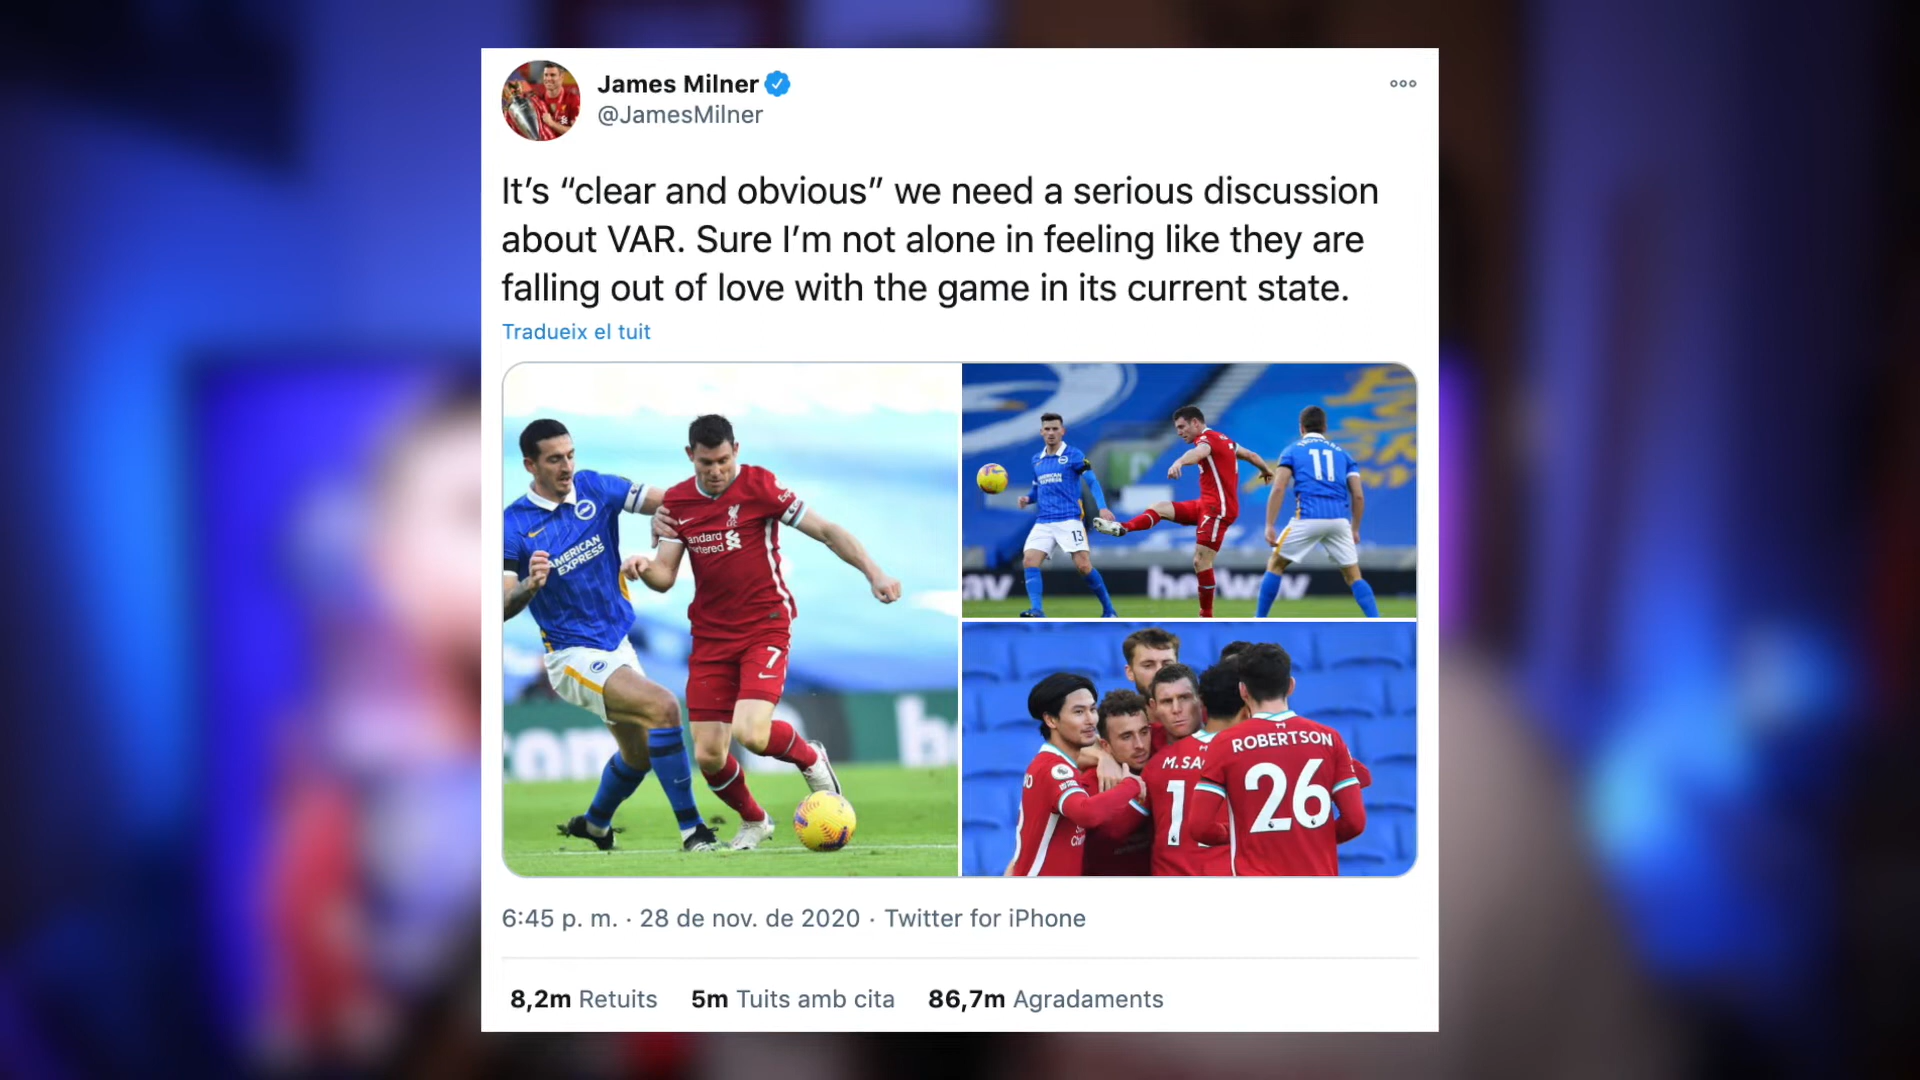 James Milner
@JamesMilner
It’s “clear and obvious” we need a serious discussion
about VAR. Sure I’m not alone in feeling like they are
falling out of love with the game in its current state.
Tradueix el tuit
AMERICAN
EXPRESS
7
13
7
11
M.SA
1
ROBERTSON
26
6:45 p. m. · 28 de nov. de 2020 · Twitter for iPhone
8,2m Retuits 5m Tuits amb cita 86,7m Agradaments